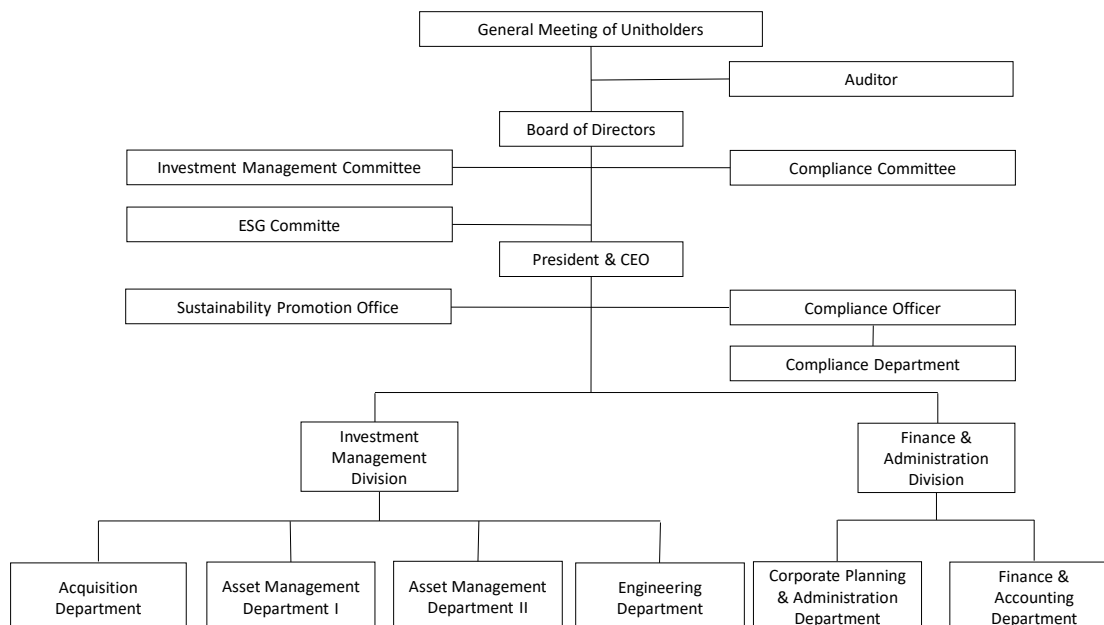 General Meeting of Unitholders
Auditor
Board of Directors
Investment Management Committee
Compliance Committee
ESG Committe
President & CEO
Sustainability Promotion Office
Compliance Officer
Compliance Department
Investment
Management
Division
Finance &
Administration
Division
Acquisition
Department
Asset Management
Department I
Asset Management
Department II
Engineering
Department
Corporate Planning
& Administration
Department
Finance &
Accounting
Department